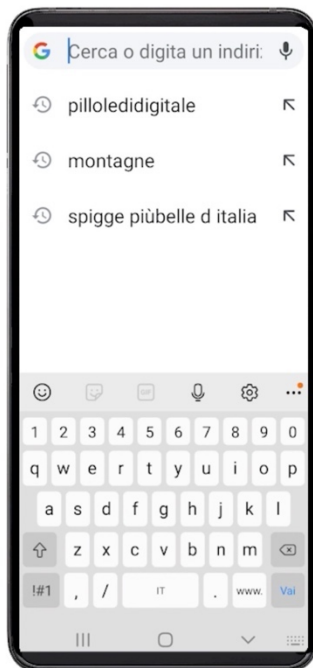 Cerca o digita un indiri
pilloledidigitale
montagne
spigge piùbelle d italia
GIF
1 2 3 4 5 6 7 8 9 0
q w e r t y u i o p
a s d f g h j k l
z x c v b n m
!#1 , / IT . www. Vai